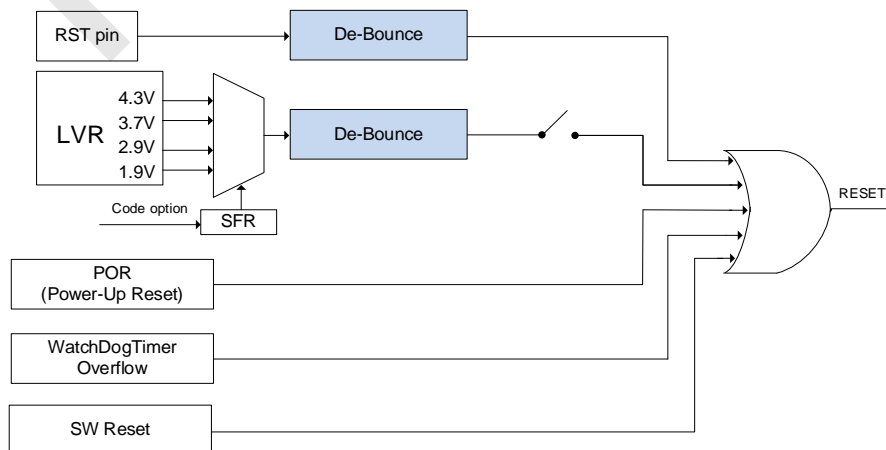 RST pin
De-Bounce
LVR
4.3V
3.7V
2.9V
1.9V
De-Bounce
Code option
SFR
RESET
POR
(Power-Up Reset)
WatchDogTimer
Overflow
SW Reset